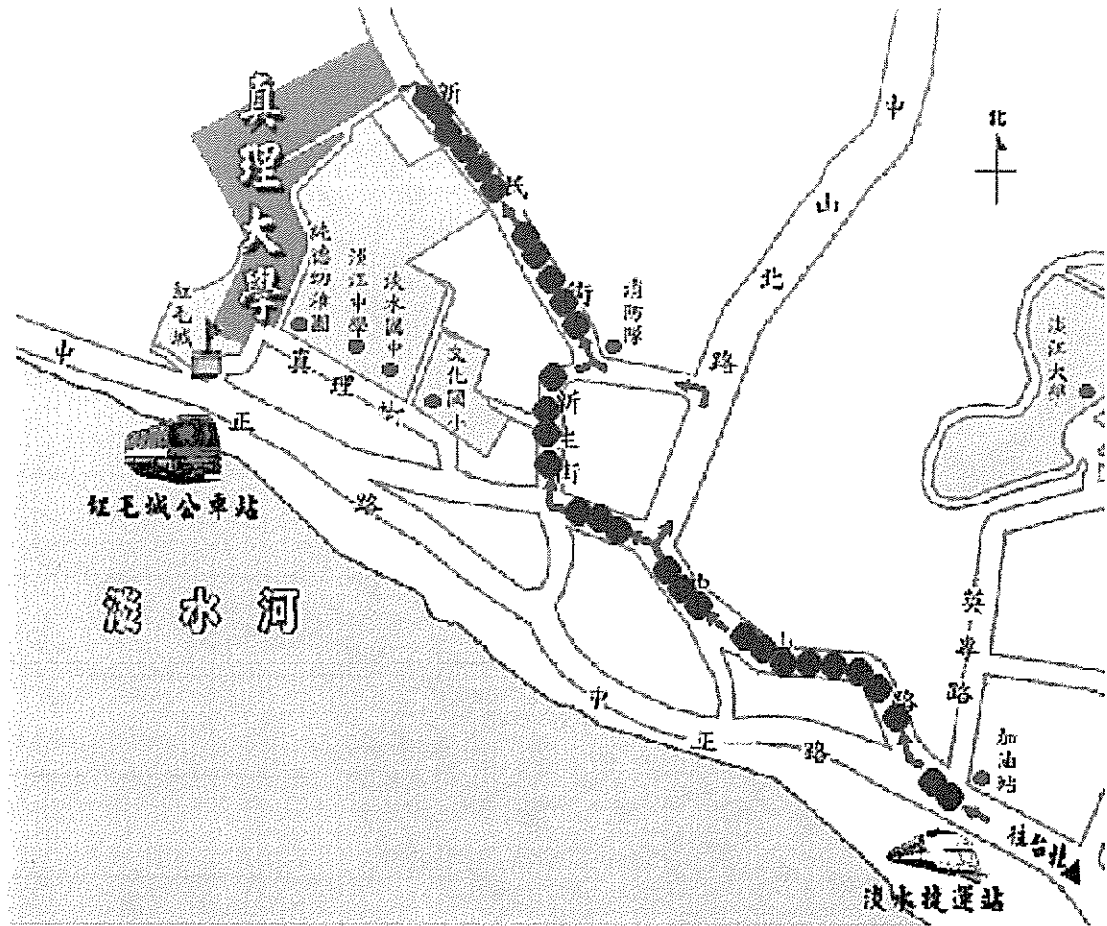 真理大學
新民街
中山北路
北
紅毛城
純德幼稚園
淡江中學
淡水國中
文化國小
消防隊
淡江大學
真理街
新生街
中正路
紅毛城公車站
淡水河
英專路
中正路
路
加油站
往台北
淡水捷運站